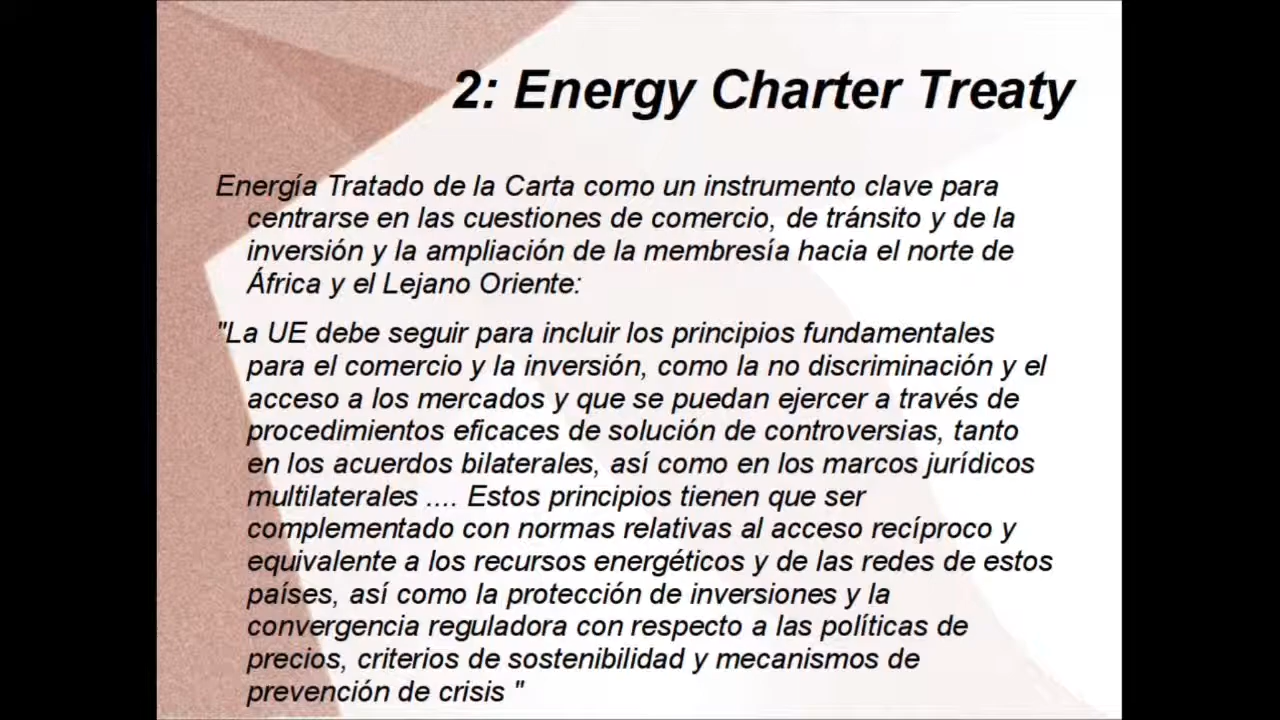 2: Energy Charter Treaty
Energía Tratado de la Carta como un instrumento clave para
centrarse en las cuestiones de comercio, de tránsito y de la
inversión y la ampliación de la membresía hacia el norte de
África y el Lejano Oriente:
"La UE debe seguir para incluir los principios fundamentales
para el comercio y la inversión, como la no discriminación y el
acceso a los mercados y que se puedan ejercer a través de
procedimientos eficaces de solución de controversias, tanto
en los acuerdos bilaterales, así como en los marcos jurídicos
multilaterales .... Estos principios tienen que ser
complementado con normas relativas al acceso recíproco y
equivalente a los recursos energéticos y de las redes de estos
países, así como la protección de inversiones y la
convergencia reguladora con respecto a las políticas de
precios, criterios de sostenibilidad y mecanismos de
prevención de crisis "